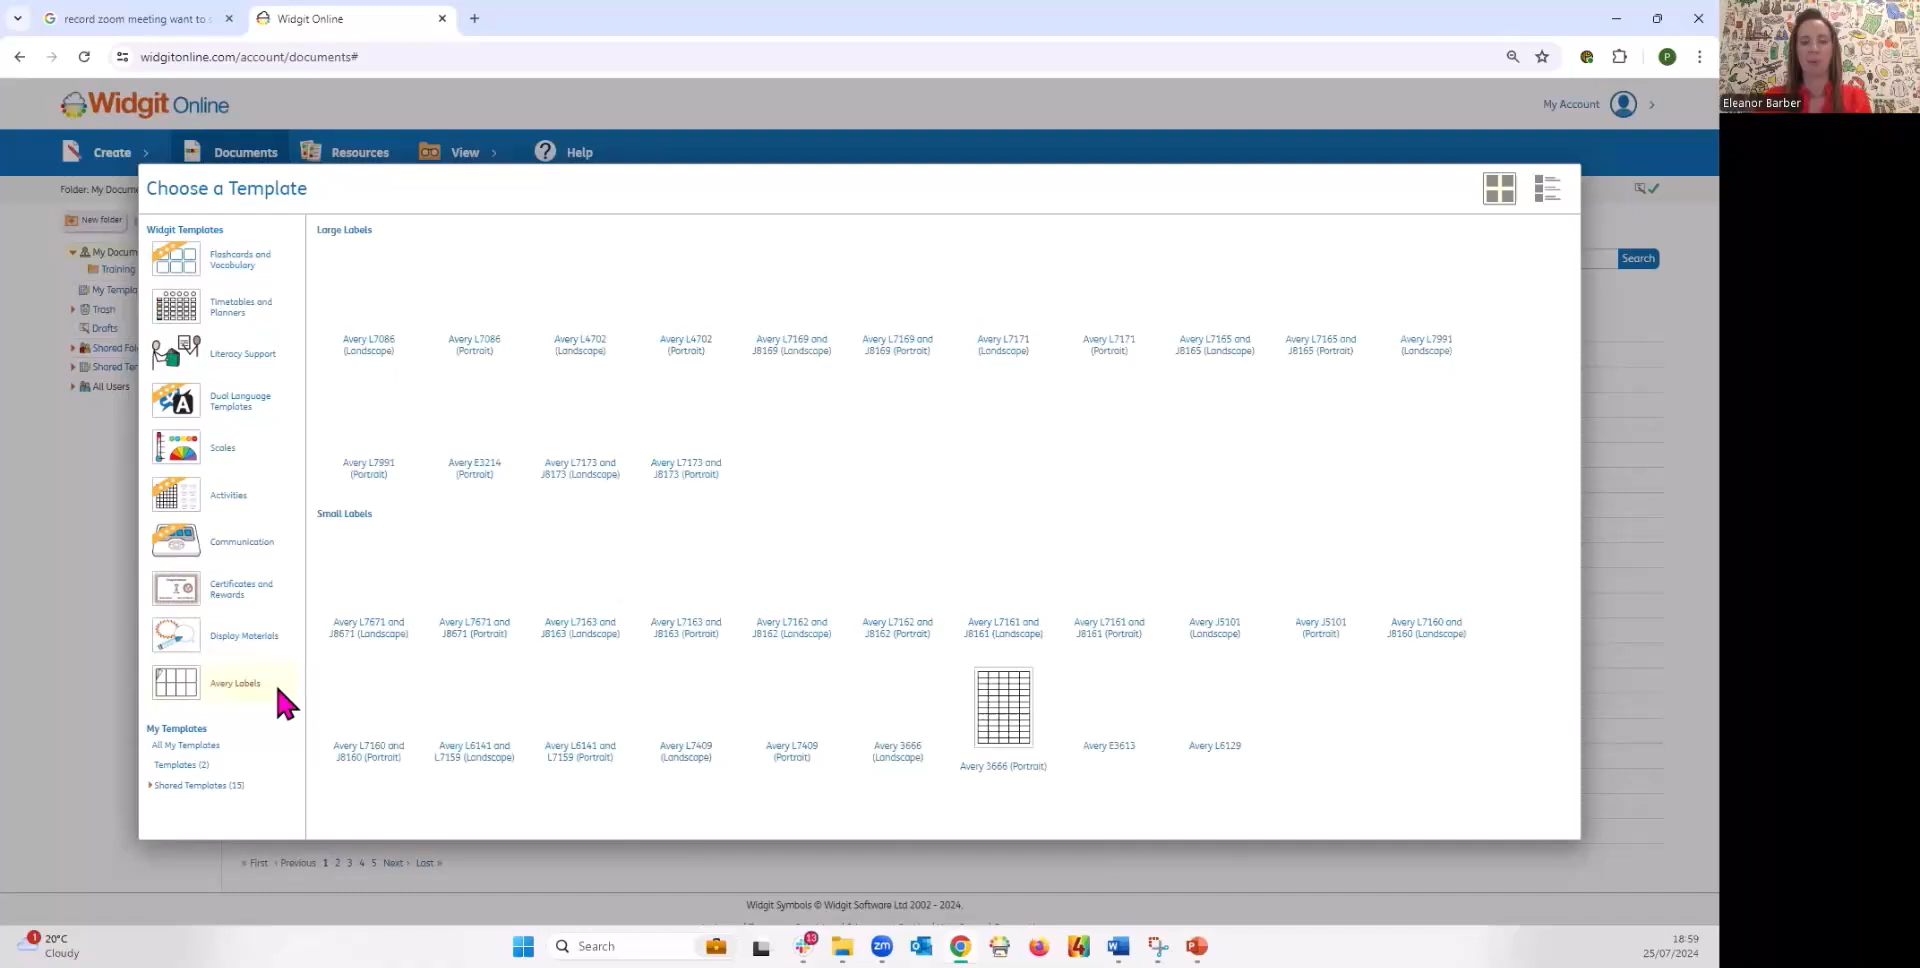 record zoom meeting want to
Widgit Online
widgitonline.com/account/documents#
P
Eleanor Barber
Widgit Online
My Account
Create
Documents
Resources
View
Help
Folder: My Docume
New folder
Choose a Template
My Docum
Training
My Templa
Trash
Drafts
Shared Fol
Shared Ter
All Users
Search
Widgit Templates
Flashcards and
Vocabulary
Timetables and
Planners
Literacy Support
Dual Language
Templates
Scales
Activities
Communication
Certificates and
Rewards
Display Materials
Avery Labels
My Templates
All My Templates
Templates (2)
Shared Templates (15)
Large Labels
Avery L7086
(Landscape)
Avery L7086
(Portrait)
Avery L4702
(Landscape)
Avery L4702
(Portrait)
Avery L7169 and
J8169 (Landscape)
Avery L7169 and
J8169 (Portrait)
Avery L7171
(Landscape)
Avery L7171
(Portrait)
Avery L7165 and
J8165 (Landscape)
Avery L7165 and
J8165 (Portrait)
Avery L7991
(Landscape)
Avery L7991
(Portrait)
Avery E3214
(Portrait)
Avery L7173 and
J8173 (Landscape)
Avery L7173 and
J8173 (Portrait)
Small Labels
Avery L7671 and
J8671 (Landscape)
Avery L7671 and
J8671 (Portrait)
Avery L7163 and
J8163 (Landscape)
Avery L7163 and
J8163 (Portrait)
Avery L7162 and
J8162 (Landscape)
Avery L7162 and
J8162 (Portrait)
Avery L7161 and
J8161 (Landscape)
Avery L7161 and
J8161 (Portrait)
Avery J5101
(Landscape)
Avery J5101
(Portrait)
Avery L7160 and
J8160 (Landscape)
Avery L7160 and
J8160 (Portrait)
Avery L6141 and
L7159 (Landscape)
Avery L6141 and
L7159 (Portrait)
Avery L7409
(Landscape)
Avery L7409
(Portrait)
Avery 3666
(Landscape)
Avery 3666 (Portrait)
Avery E3613
Avery L6129
« First ‹ Previous 1 2 3 4 5 Next › Last »
Widgit Symbols © Widgit Software Ltd 2002 - 2024.
1
20°C
Cloudy
Search
13
zm
18:59
25/07/2024